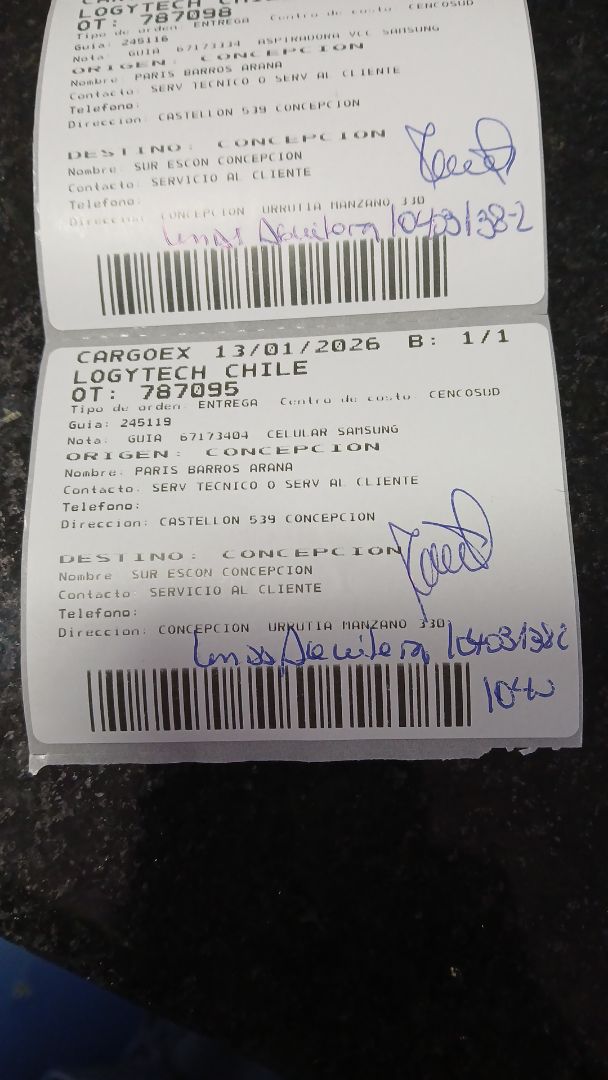 LOGYTECH
OT: 787098
Tipo de orden: ENTREGA Centro de costo CENCOSUD
Guia: 245116
Nota: GUIA 67173334 ASPIRADORA VCC SAMSUNG
ORIGEN: CONCEPCION
Nombre: PARIS BARROS ARANA
Contacto: SERV TECNICO O SERV AL CLIENTE
Telefono:
Direccion: CASTELLON 539 CONCEPCION
DESTINO: CONCEPCION
Nombre: SUR ESCON CONCEPCION
Contacto: SERVICIO AL CLIENTE
Telefono:
Direccion: CONCEPCION URRUTIA MANZANO 330
CARGOEX 13/01/2026 B: 1/1
LOGYTECH CHILE
OT: 787095
Tipo de orden: ENTREGA Centro de costo CENCOSUD
Guia: 245119
Nota: GUIA 67173404 CELULAR SAMSUNG
ORIGEN: CONCEPCION
Nombre: PARIS BARROS ARANA
Contacto: SERV TECNICO O SERV AL CLIENTE
Telefono:
Direccion: CASTELLON 539 CONCEPCION
DESTINO: CONCEPCION
Nombre: SUR ESCON CONCEPCION
Contacto: SERVICIO AL CLIENTE
Telefono:
Direccion: CONCEPCION URRUTIA MANZANO 330